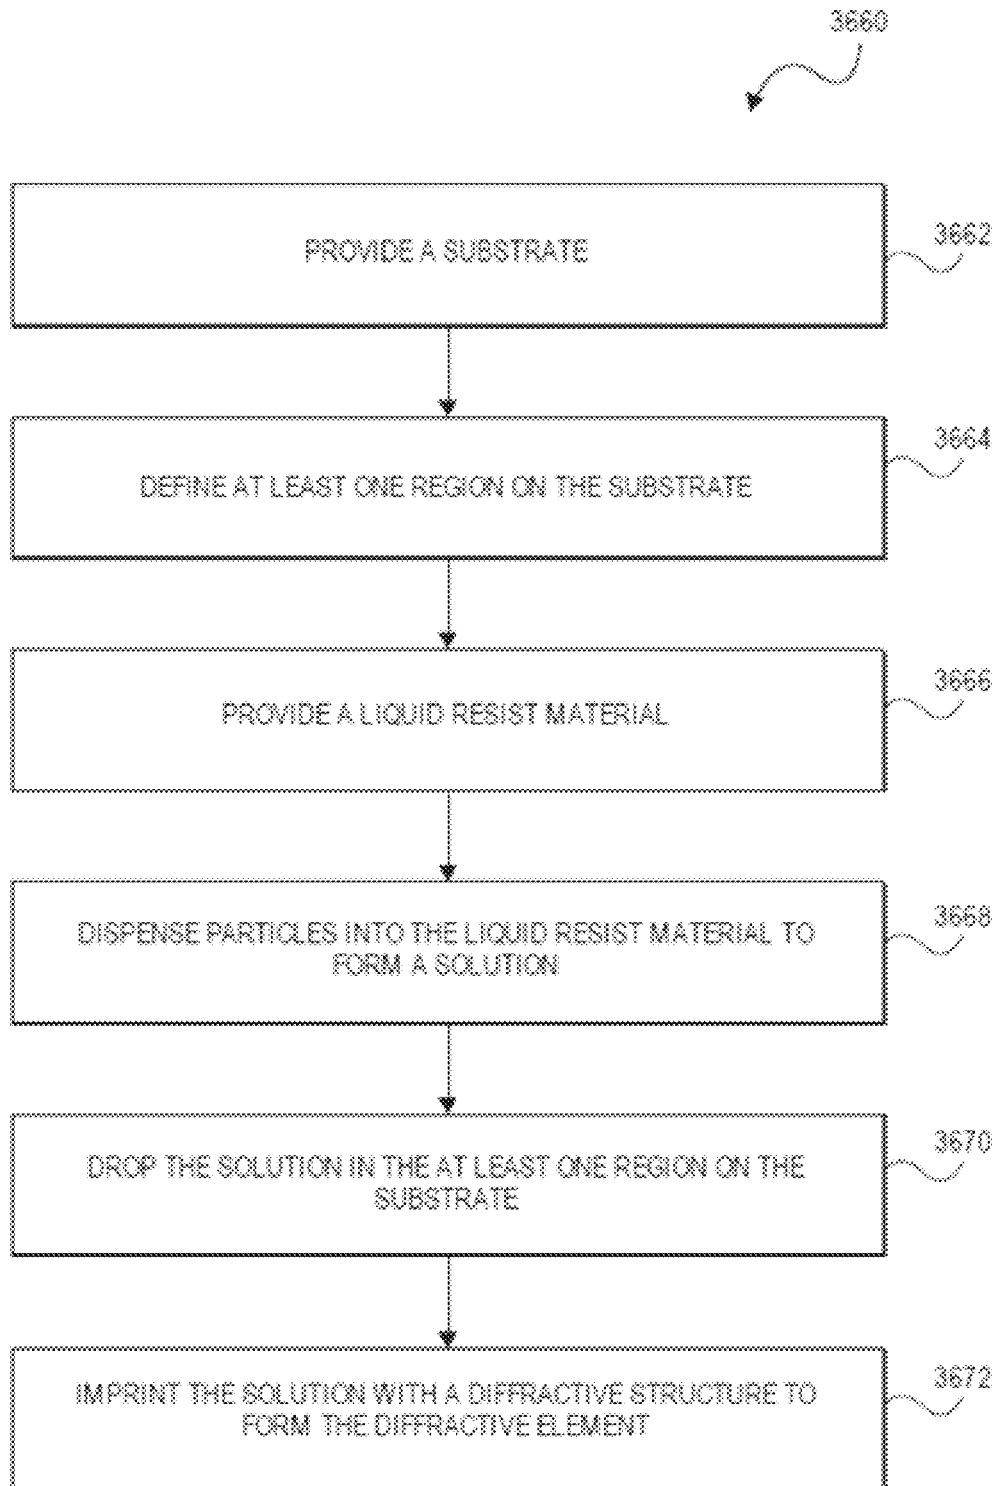 3660
PROVIDE A SUBSTRATE
3662
DEFINE AT LEAST ONE REGION ON THE SUBSTRATE
3664
PROVIDE A LIQUID RESIST MATERIAL
3666
DISPENSE PARTICLES INTO THE LIQUID RESIST MATERIAL TO
FORM A SOLUTION
3668
DROP THE SOLUTION IN THE AT LEAST ONE REGION ON THE
SUBSTRATE
3670
IMPRINT THE SOLUTION WITH A DIFFRACTIVE STRUCTURE TO
FORM THE DIFFRACTIVE ELEMENT
3672